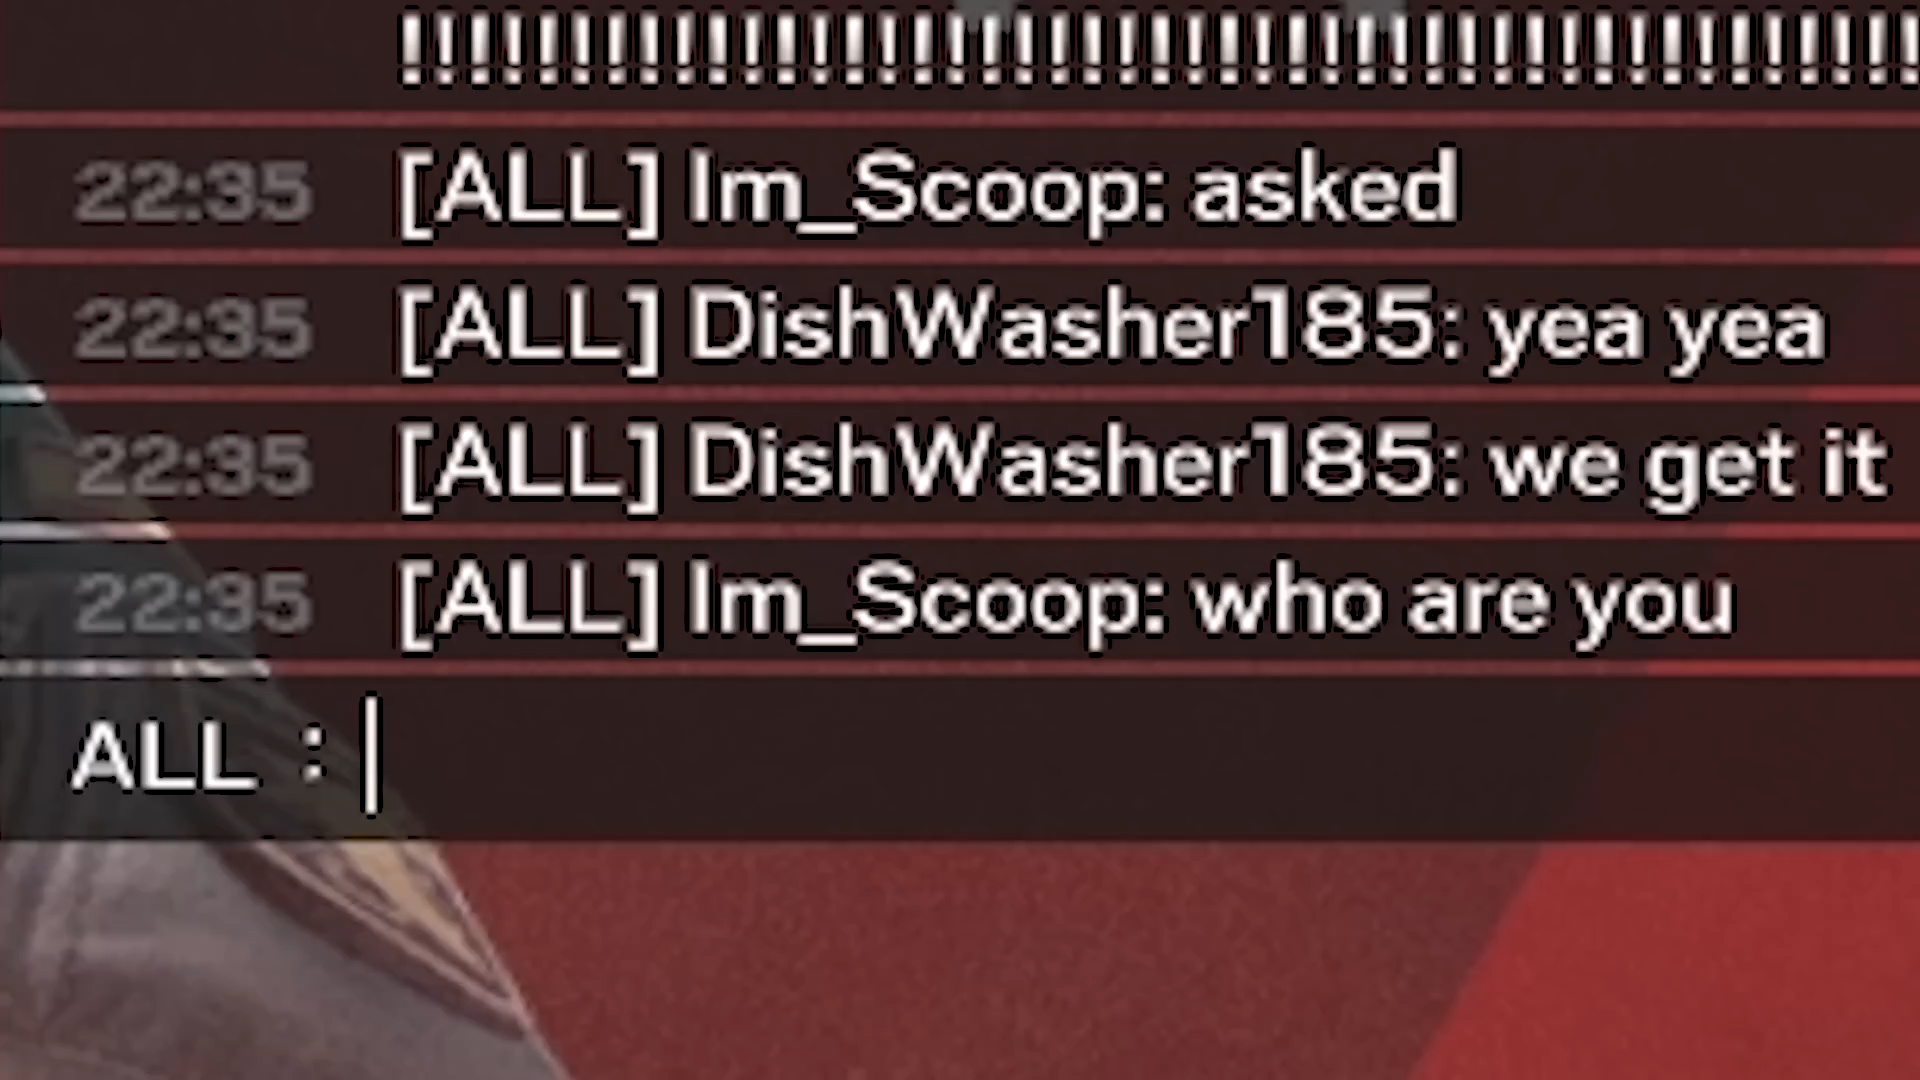 !!!!!!!!!!!!!!!!!!!!!!!!!!!!!!!!!!!!!!!!!!!!!
22:35 [ALL] Im_Scoop: asked
22:35 [ALL] DishWasher185: yea yea
22:35 [ALL] DishWasher185: we get it
22:35 [ALL] Im_Scoop: who are you
ALL :